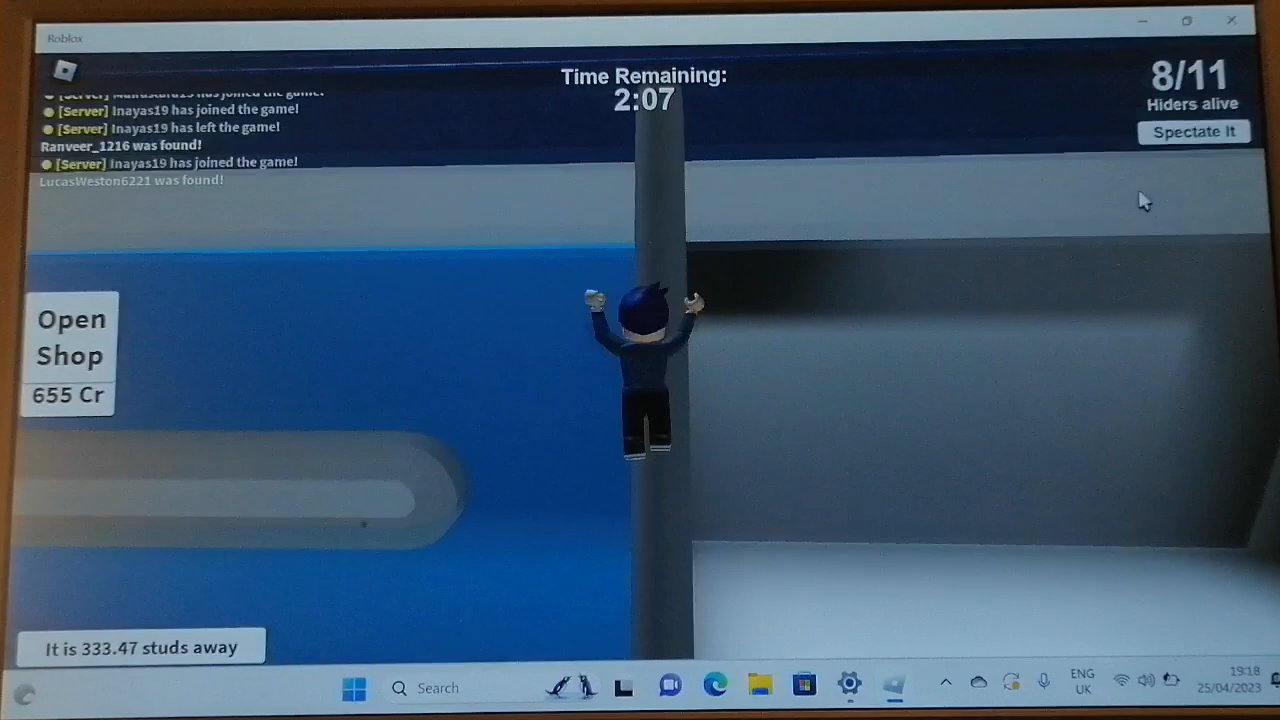 Roblox
Time Remaining:
2:07
8/11
Hiders alive
Spectate It
[Server] Inayas19 has joined the game!
[Server] Inayas19 has left the game!
Ranveer_1216 was found!
[Server] Inayas19 has joined the game!
LucasWeston6221 was found!
Open
Shop
655 Cr
It is 333.47 studs away
Search
ENG
UK
19:18
25/04/2023